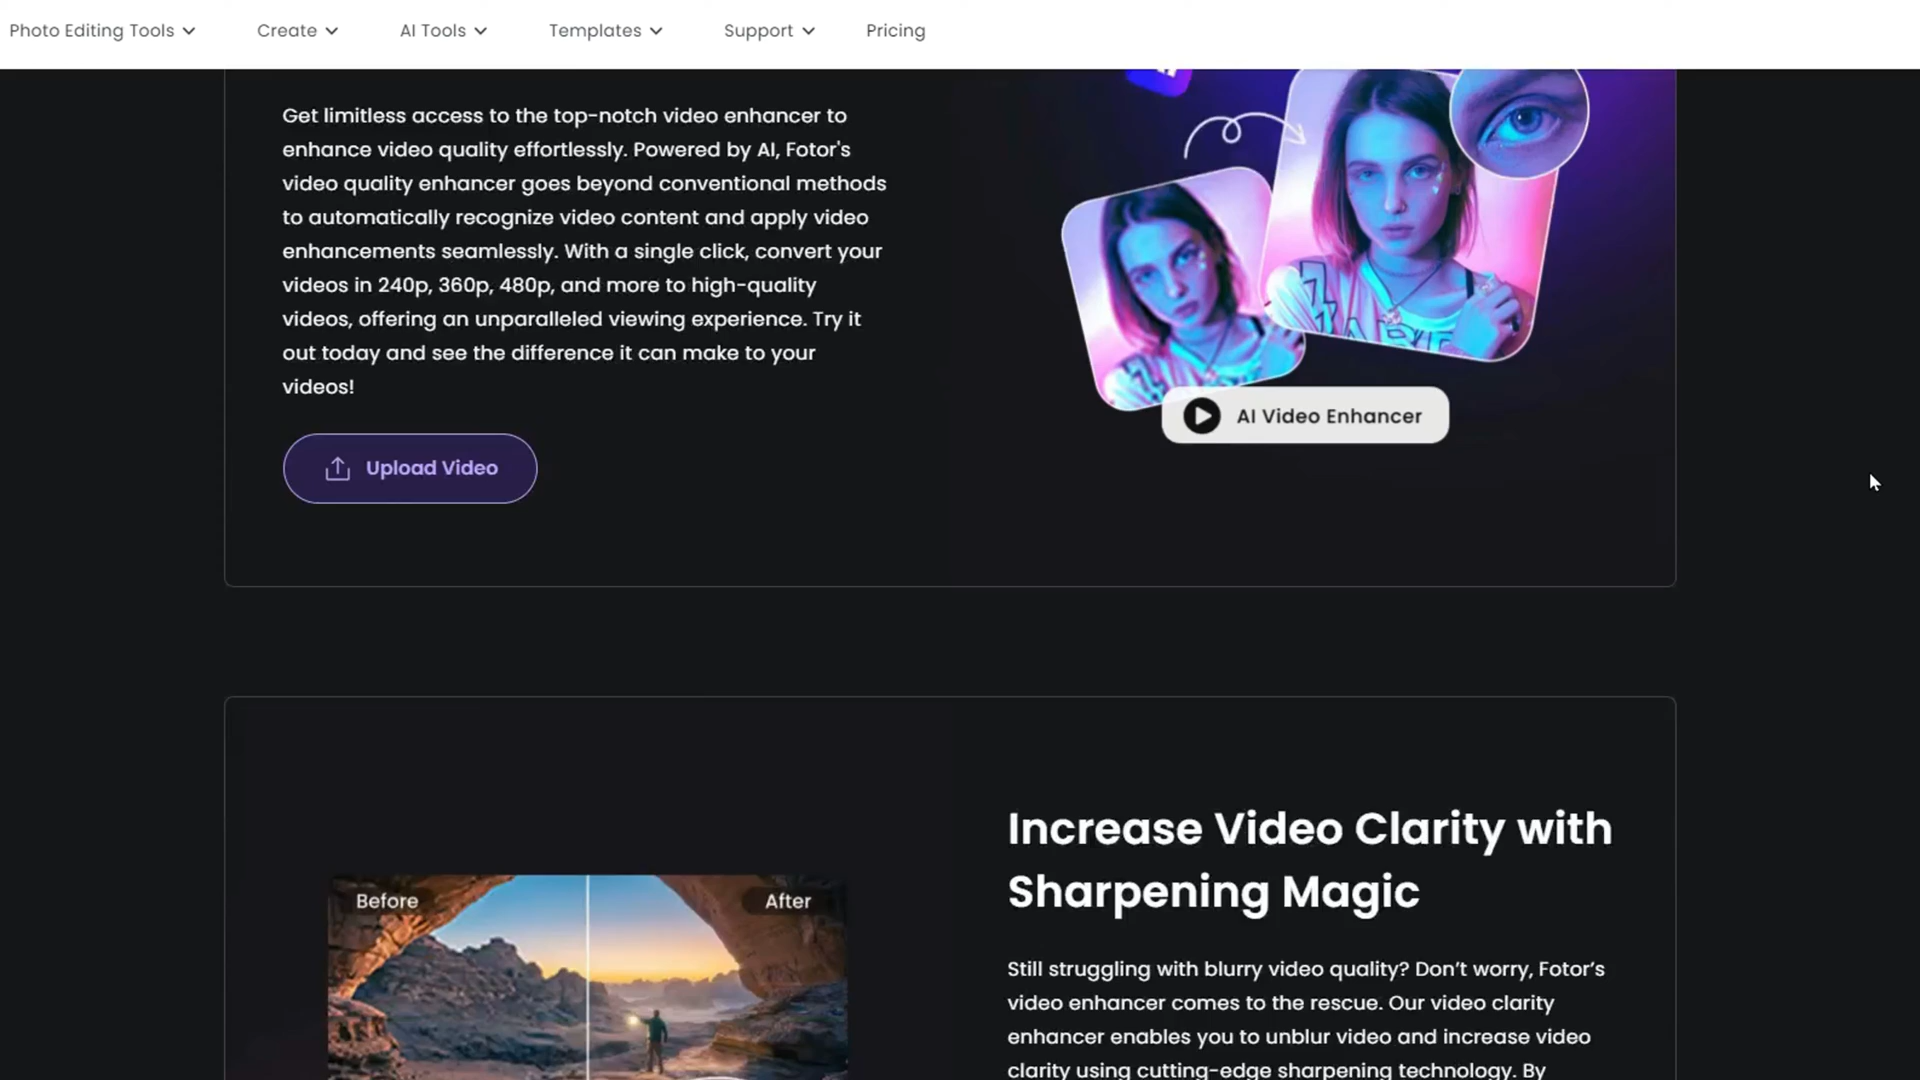 Photo Editing Tools
Create
AI Tools
Templates
Support
Pricing
Get limitless access to the top-notch video enhancer to
enhance video quality effortlessly. Powered by AI, Fotor's
video quality enhancer goes beyond conventional methods
to automatically recognize video content and apply video
enhancements seamlessly. With a single click, convert your
videos in 240p, 360p, 480p, and more to high-quality
videos, offering an unparalleled viewing experience. Try it
out today and see the difference it can make to your
videos!
Upload Video
AI Video Enhancer
Before
After
Increase Video Clarity with
Sharpening Magic
Still struggling with blurry video quality? Don’t worry, Fotor’s
video enhancer comes to the rescue. Our video clarity
enhancer enables you to unblur video and increase video
clarity using cutting-edge sharpening technology. By